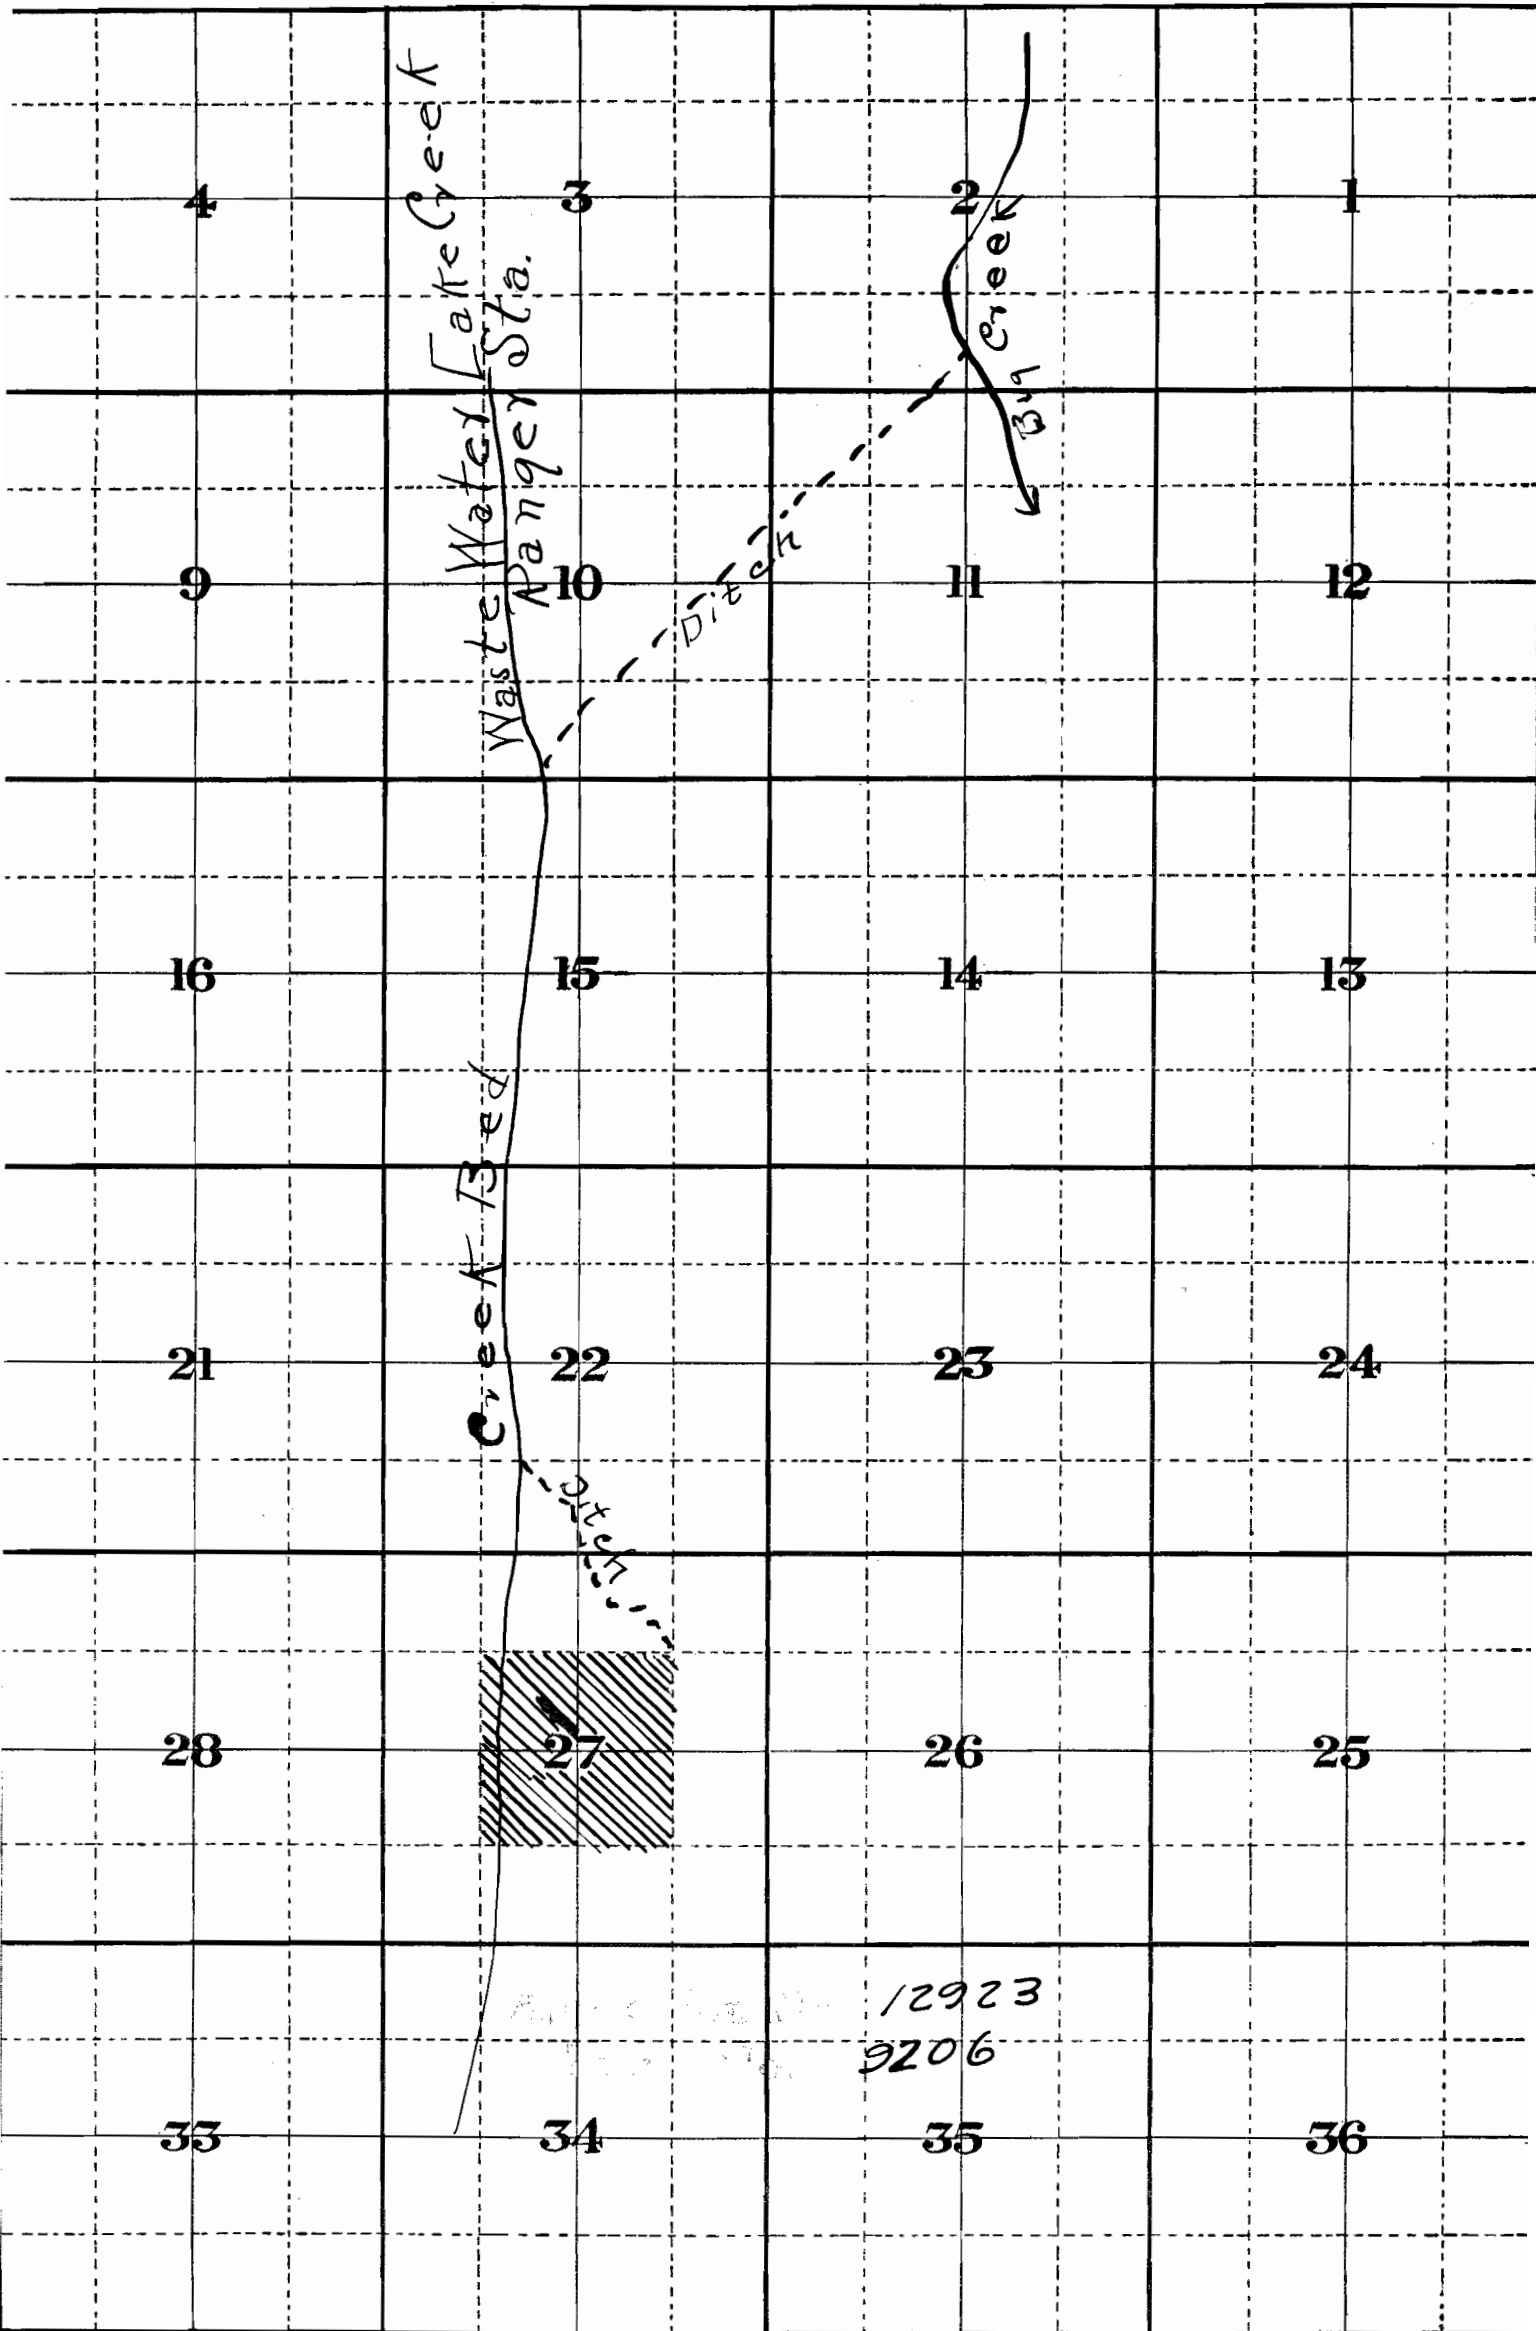 4 3 2 1
Lake Creek
Ranger Sta.
Waste Water
Big Creek
Ditch
9 10 11 12
16 15 14 13
Creek Bed
21 22 23 24
Ditch
28 27 26 25
12923
9206
33 34 35 36